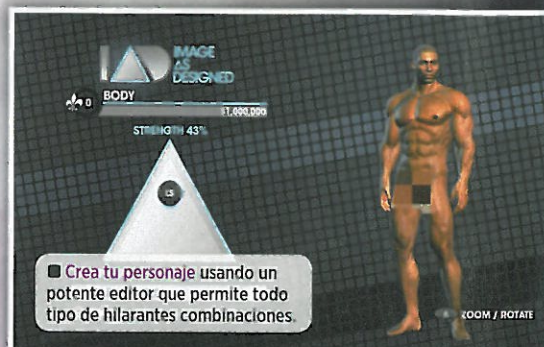 IMAGE
AS
DESIGNED
0
BODY
$1,000,000
STRENGTH 43%
Crea tu personaje usando un
potente editor que permite todo
tipo de hilarantes combinaciones.
ZOOM / ROTATE